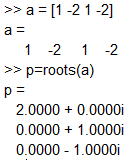 >> a = [1 -2 1 -2]
a =
1 -2 1 -2
>> p=roots(a)
p =
2.0000 + 0.0000i
0.0000 + 1.0000i
0.0000 - 1.0000i